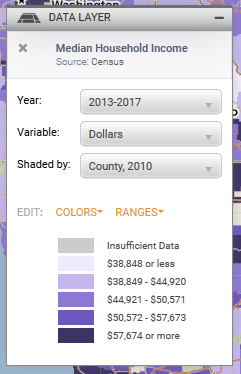 Washington
DATA LAYER
Median Household Income
Source: Census
Year:
2013-2017
Variable:
Dollars
Shaded by:
County, 2010
EDIT: COLORS RANGES
Insufficient Data
$38,848 or less
$38,849 - $44,920
$44,921 - $50,571
$50,572 - $57,673
$57,674 or more